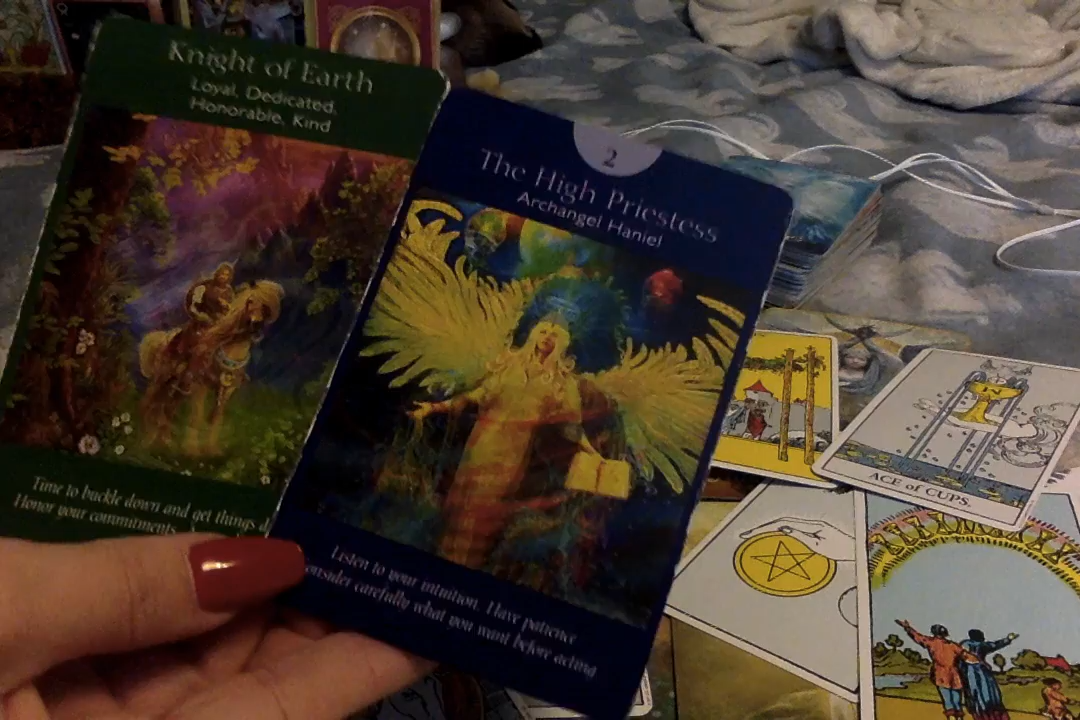 Knight of Earth
Loyal, Dedicated,
Honorable, Kind
Time to buckle down and get things d
Honor your commitments.
2
The High Priestess
Archangel Haniel
Listen to your intuition. Have patience
onsider carefully what you want before acting
ACE of CUPS.